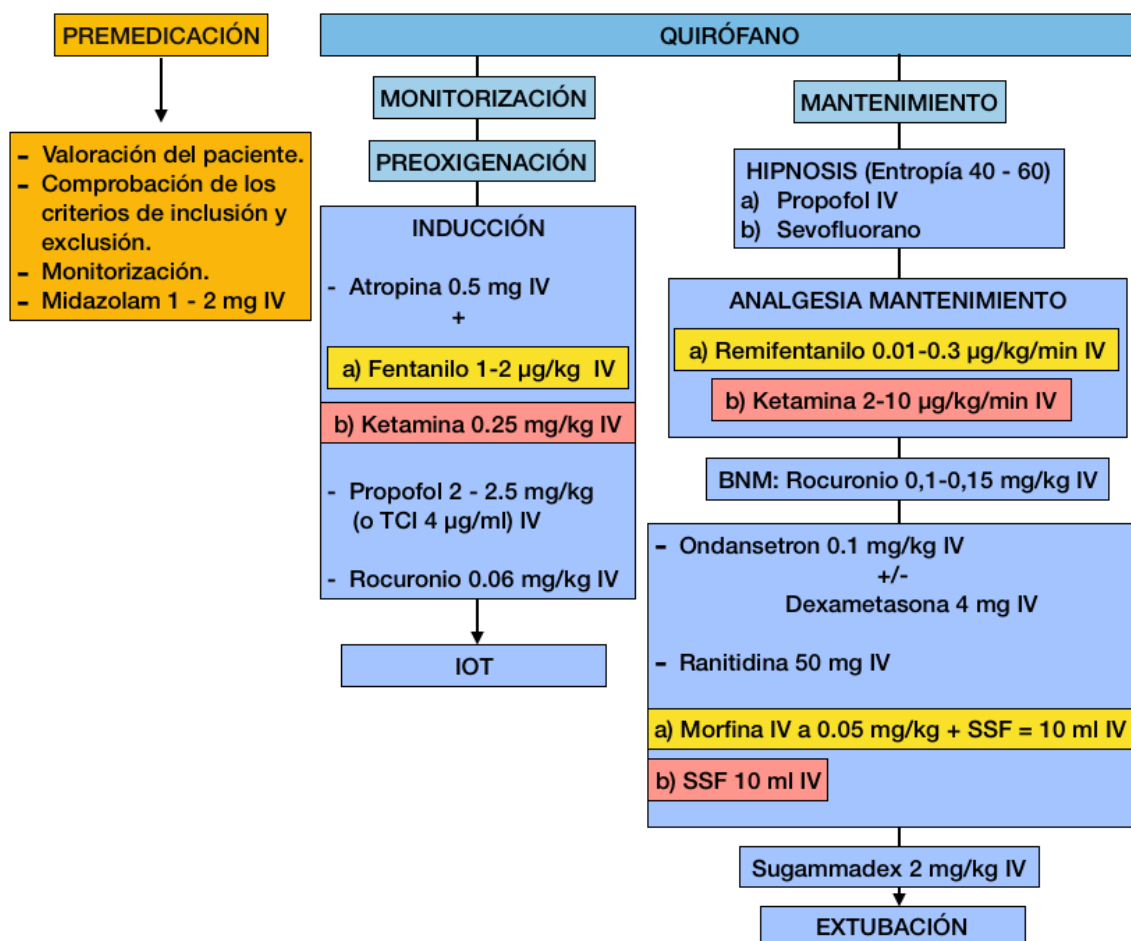 PREMEDICACIÓN
- Valoración del paciente.
- Comprobación de los
criterios de inclusión y
exclusión.
- Monitorización.
- Midazolam 1 - 2 mg IV
QUIRÓFANO
MONITORIZACIÓN
PREOXIGENACIÓN
INDUCCIÓN
- Atropina 0.5 mg IV
+
a) Fentanilo 1-2 µg/kg IV
b) Ketamina 0.25 mg/kg IV
- Propofol 2 - 2.5 mg/kg
(o TCI 4 µg/ml) IV
- Rocuronio 0.06 mg/kg IV
IOT
MANTENIMIENTO
HIPNOSIS (Entropía 40 - 60)
a) Propofol IV
b) Sevofluorano
ANALGESIA MANTENIMIENTO
a) Remifentanilo 0.01-0.3 µg/kg/min IV
b) Ketamina 2-10 µg/kg/min IV
BNM: Rocuronio 0,1-0,15 mg/kg IV
- Ondansetron 0.1 mg/kg IV
+/-
Dexametasona 4 mg IV
- Ranitidina 50 mg IV
a) Morfina IV a 0.05 mg/kg + SSF = 10 ml IV
b) SSF 10 ml IV
Sugammadex 2 mg/kg IV
EXTUBACIÓN